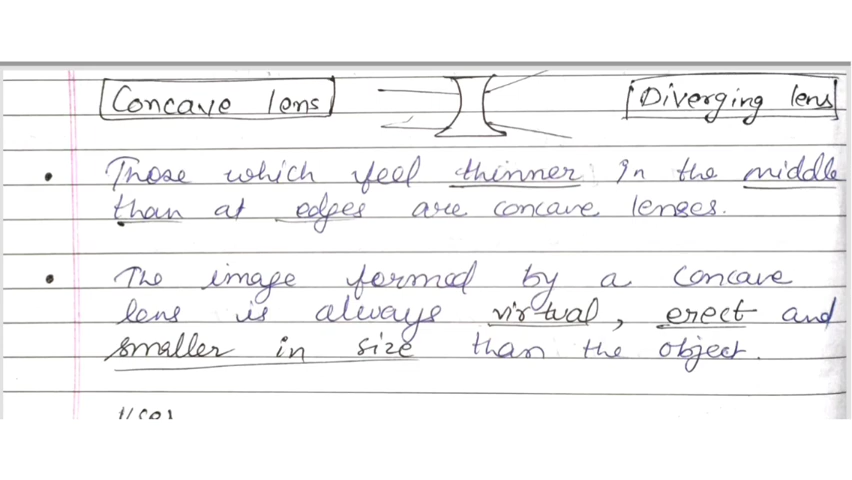 Concave lens Diverging lens
• Those which feel thinner in the middle
than at edges are concave lenses.
• The image formed by a concave
lens is always virtual, erect and
smaller in size than the object.